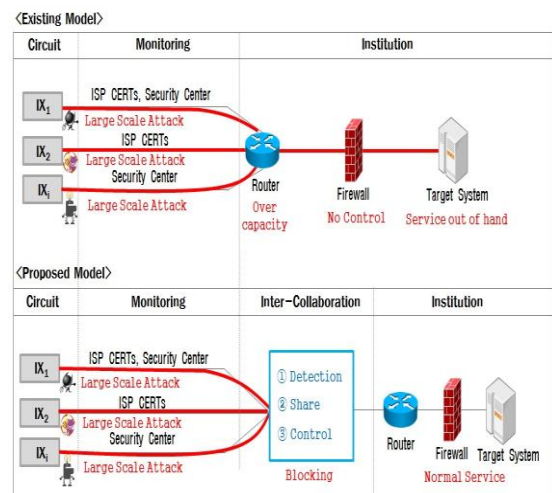 〈Existing Model〉
Circuit Monitoring Institution
IX1
ISP CERTs, Security Center
Large Scale Attack
IX2
ISP CERTs
Large Scale Attack
IXi
Security Center
Large Scale Attack
Router
Over
capacity
Firewall
No Control
Target System
Service out of hand
〈Proposed Model〉
Circuit Monitoring Inter-Collaboration Institution
IX1
ISP CERTs, Security Center
Large Scale Attack
IX2
ISP CERTs
Large Scale Attack
IXi
Security Center
Large Scale Attack
① Detection
② Share
③ Control
Blocking
Router
Firewall
Target System
Normal Service